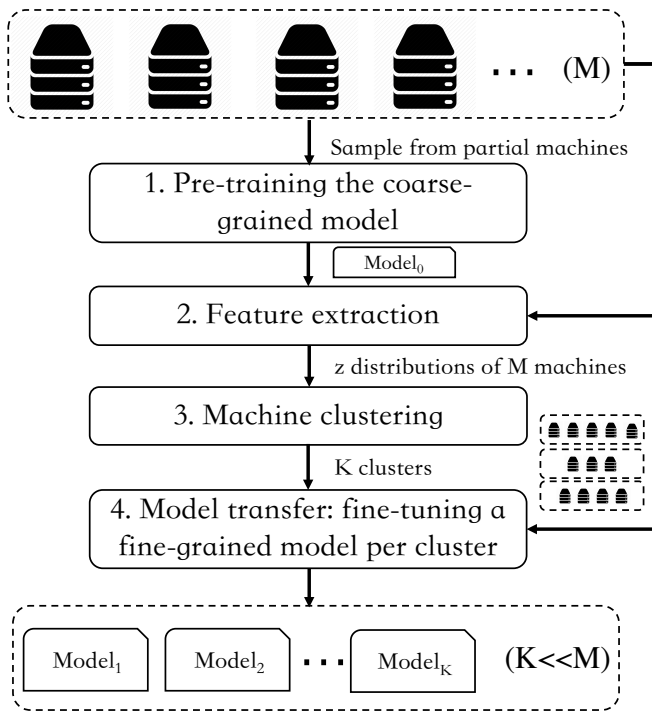 ... (M)
Sample from partial machines
1. Pre-training the coarse-
grained model
Model₀
2. Feature extraction
z distributions of M machines
3. Machine clustering
K clusters
4. Model transfer: fine-tuning a
fine-grained model per cluster
Model₁ Model₂ ... Model_K (K<<M)